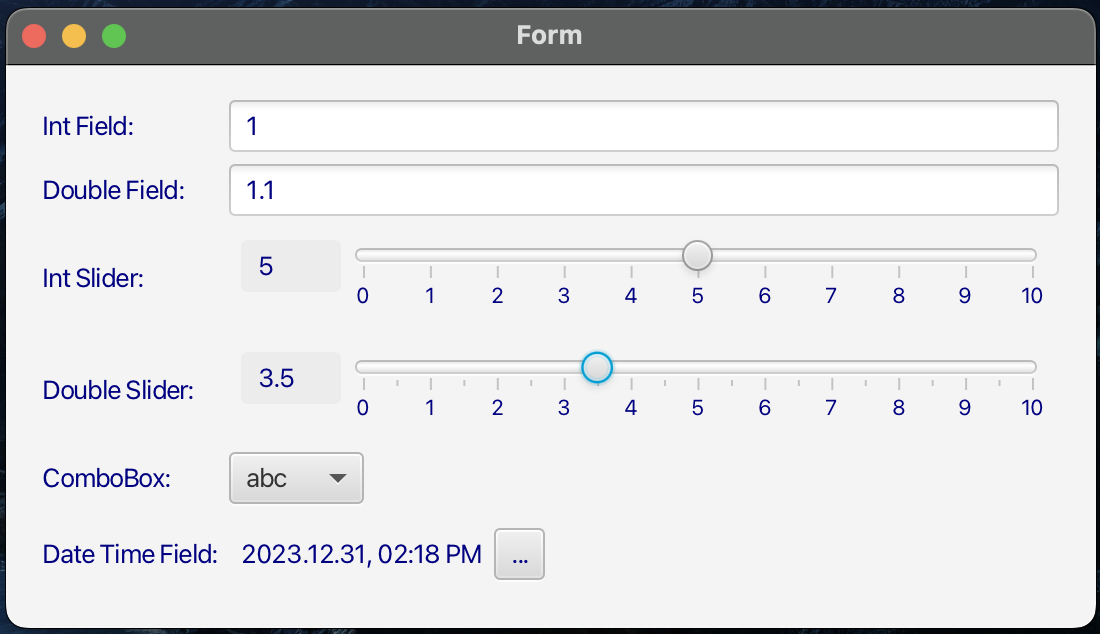 Form
Int Field: 1
Double Field: 1.1
Int Slider: 5
0 1 2 3 4 5 6 7 8 9 10
Double Slider: 3.5
0 1 2 3 4 5 6 7 8 9 10
ComboBox: abc
Date Time Field: 2023.12.31, 02:18 PM ...